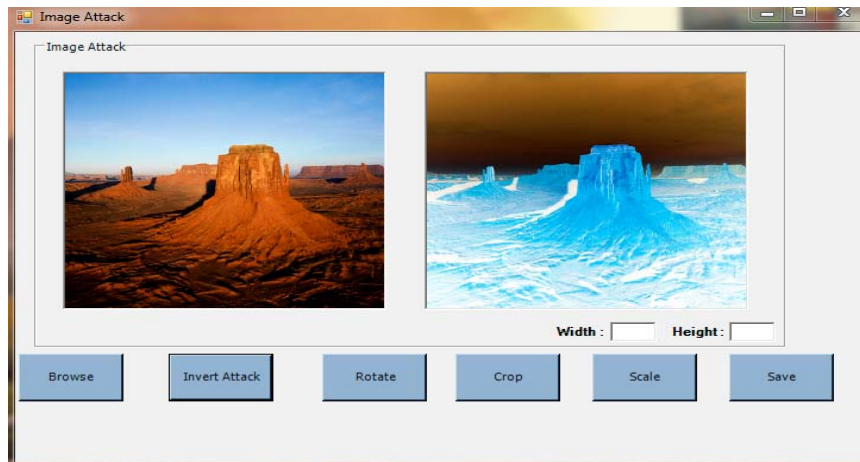 Image Attack
Image Attack
Width : Height :
Browse Invert Attack Rotate Crop Scale Save